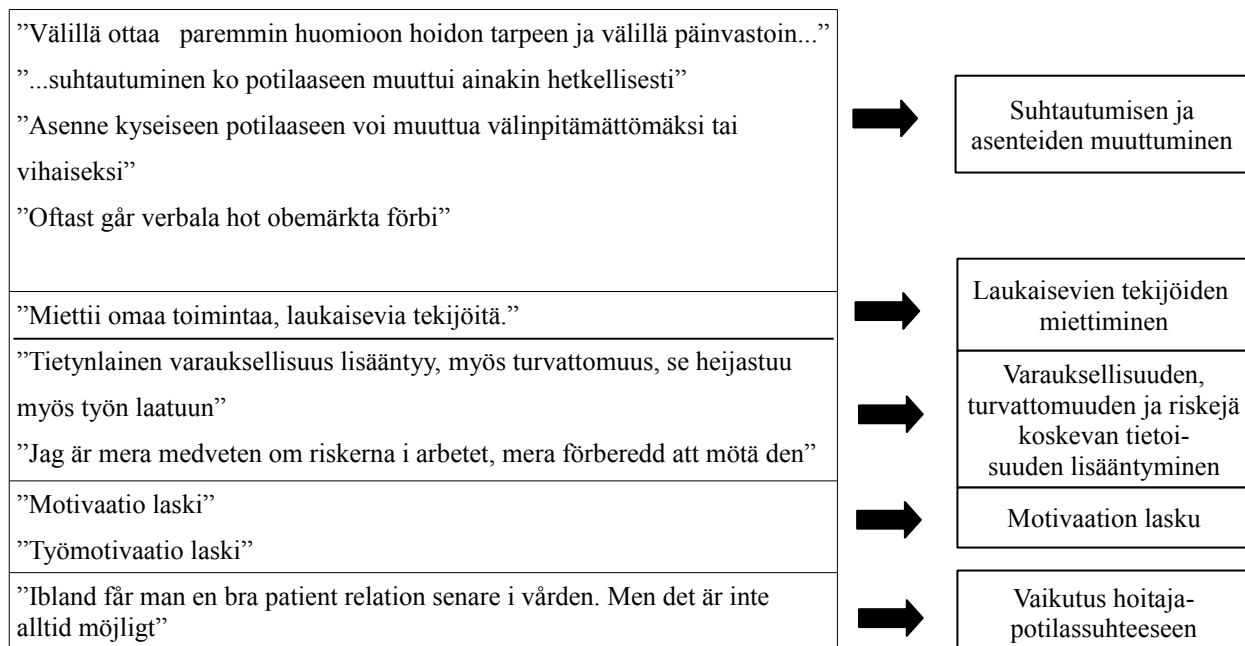 ”Välillä ottaa   paremmin huomioon hoidon tarpeen ja välillä päinvastoin...”
”...suhtautuminen ko potilaaseen muuttui ainakin hetkellisesti”
”Asenne kyseiseen potilaaseen voi muuttua välinpitämättömäksi tai
vihaiseksi”
”Oftast går verbala hot obemärkta förbi”
Suhtautumisen ja
asenteiden muuttuminen
”Miettii omaa toimintaa, laukaisevia tekijöitä.”
Laukaisevien tekijöiden
miettiminen
”Tietynlainen varauksellisuus lisääntyy, myös turvattomuus, se heijastuu
myös työn laatuun”
”Jag är mera medveten om riskerna i arbetet, mera förberedd att mötä den”
Varauksellisuuden,
turvattomuuden ja riskejä
koskevan tietoi-
suuden lisääntyminen
”Motivaatio laski”
”Työmotivaatio laski”
Motivaation lasku
”Ibland får man en bra patient relation senare i vården. Men det är inte
alltid möjligt”
Vaikutus hoitaja-
potilassuhteeseen